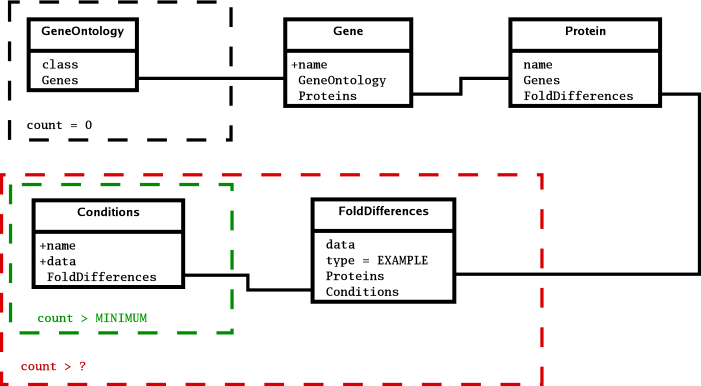 GeneOntology
class
Genes
count = 0
Gene
+name
GeneOntology
Proteins
Protein
name
Genes
FoldDifferences
Conditions
+name
+data
FoldDifferences
count > MINIMUM
FoldDifferences
data
type = EXAMPLE
Proteins
Conditions
count > ?